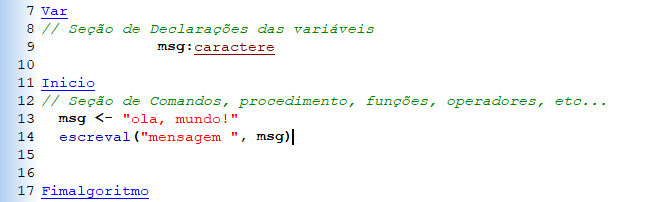 7 Var
8 // Seção de Declarações das variáveis
9 msg:caractere
10
11 Inicio
12 // Seção de Comandos, procedimento, funções, operadores, etc...
13 msg <- "ola, mundo!"
14 escreval("mensagem ", msg)
15
16
17 Fimalgoritmo